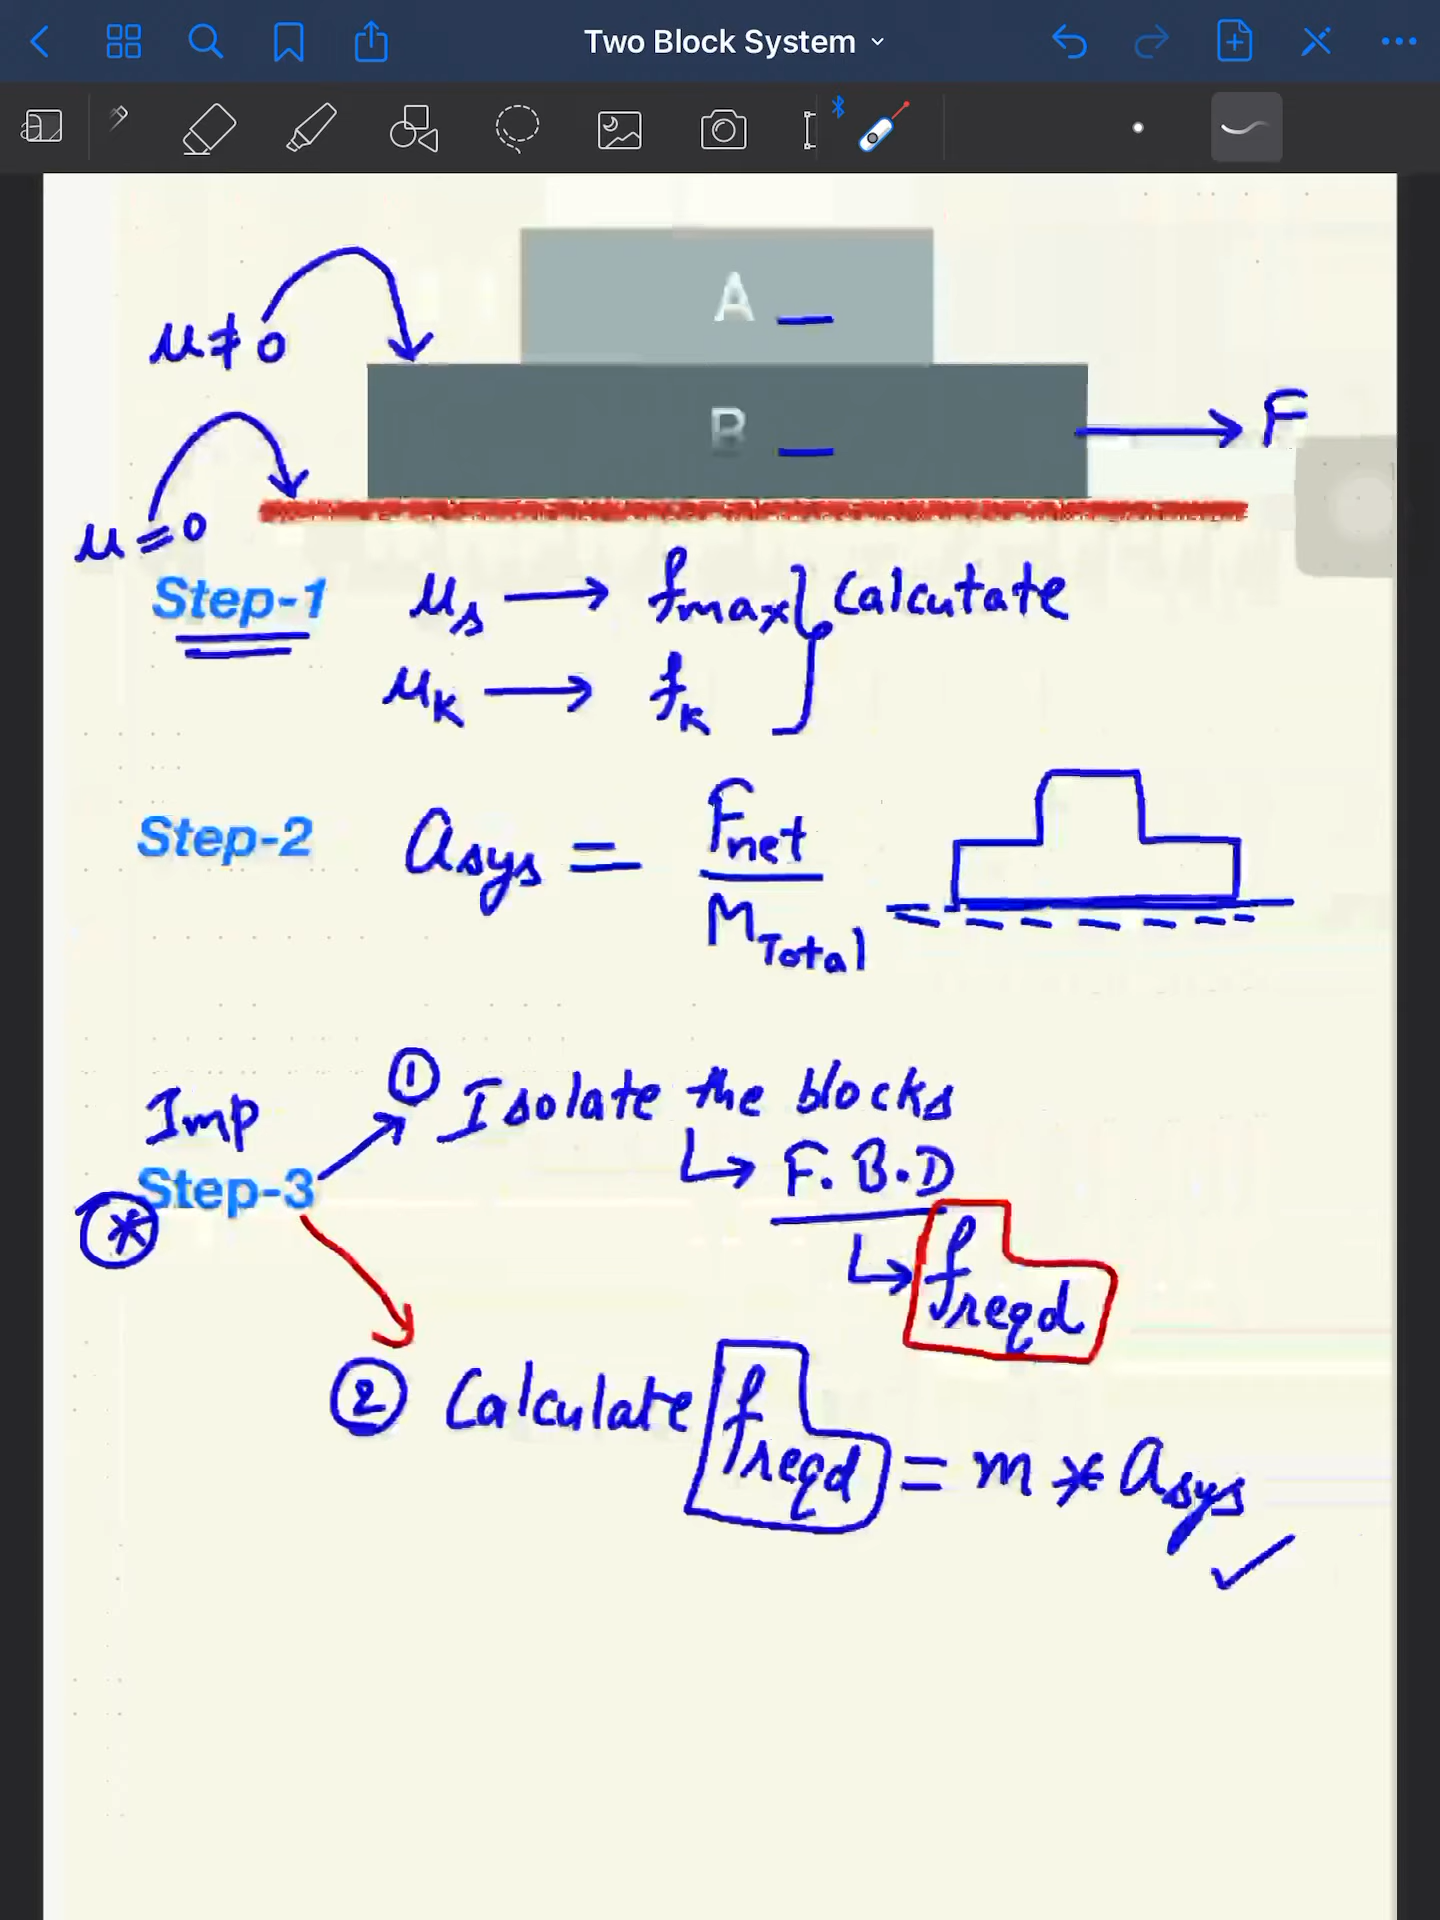 Two Block System
A
μ ≠ 0
B
F
μ = 0
Step-1 μs → fmax } Calcutate
μK → fK
Step-2 asys = Fnet / MTotal
Imp ① Isolate the blocks
Step-3 ↳ F.B.D
* ↳ freqd
② Calculate freqd = m * asys ✓